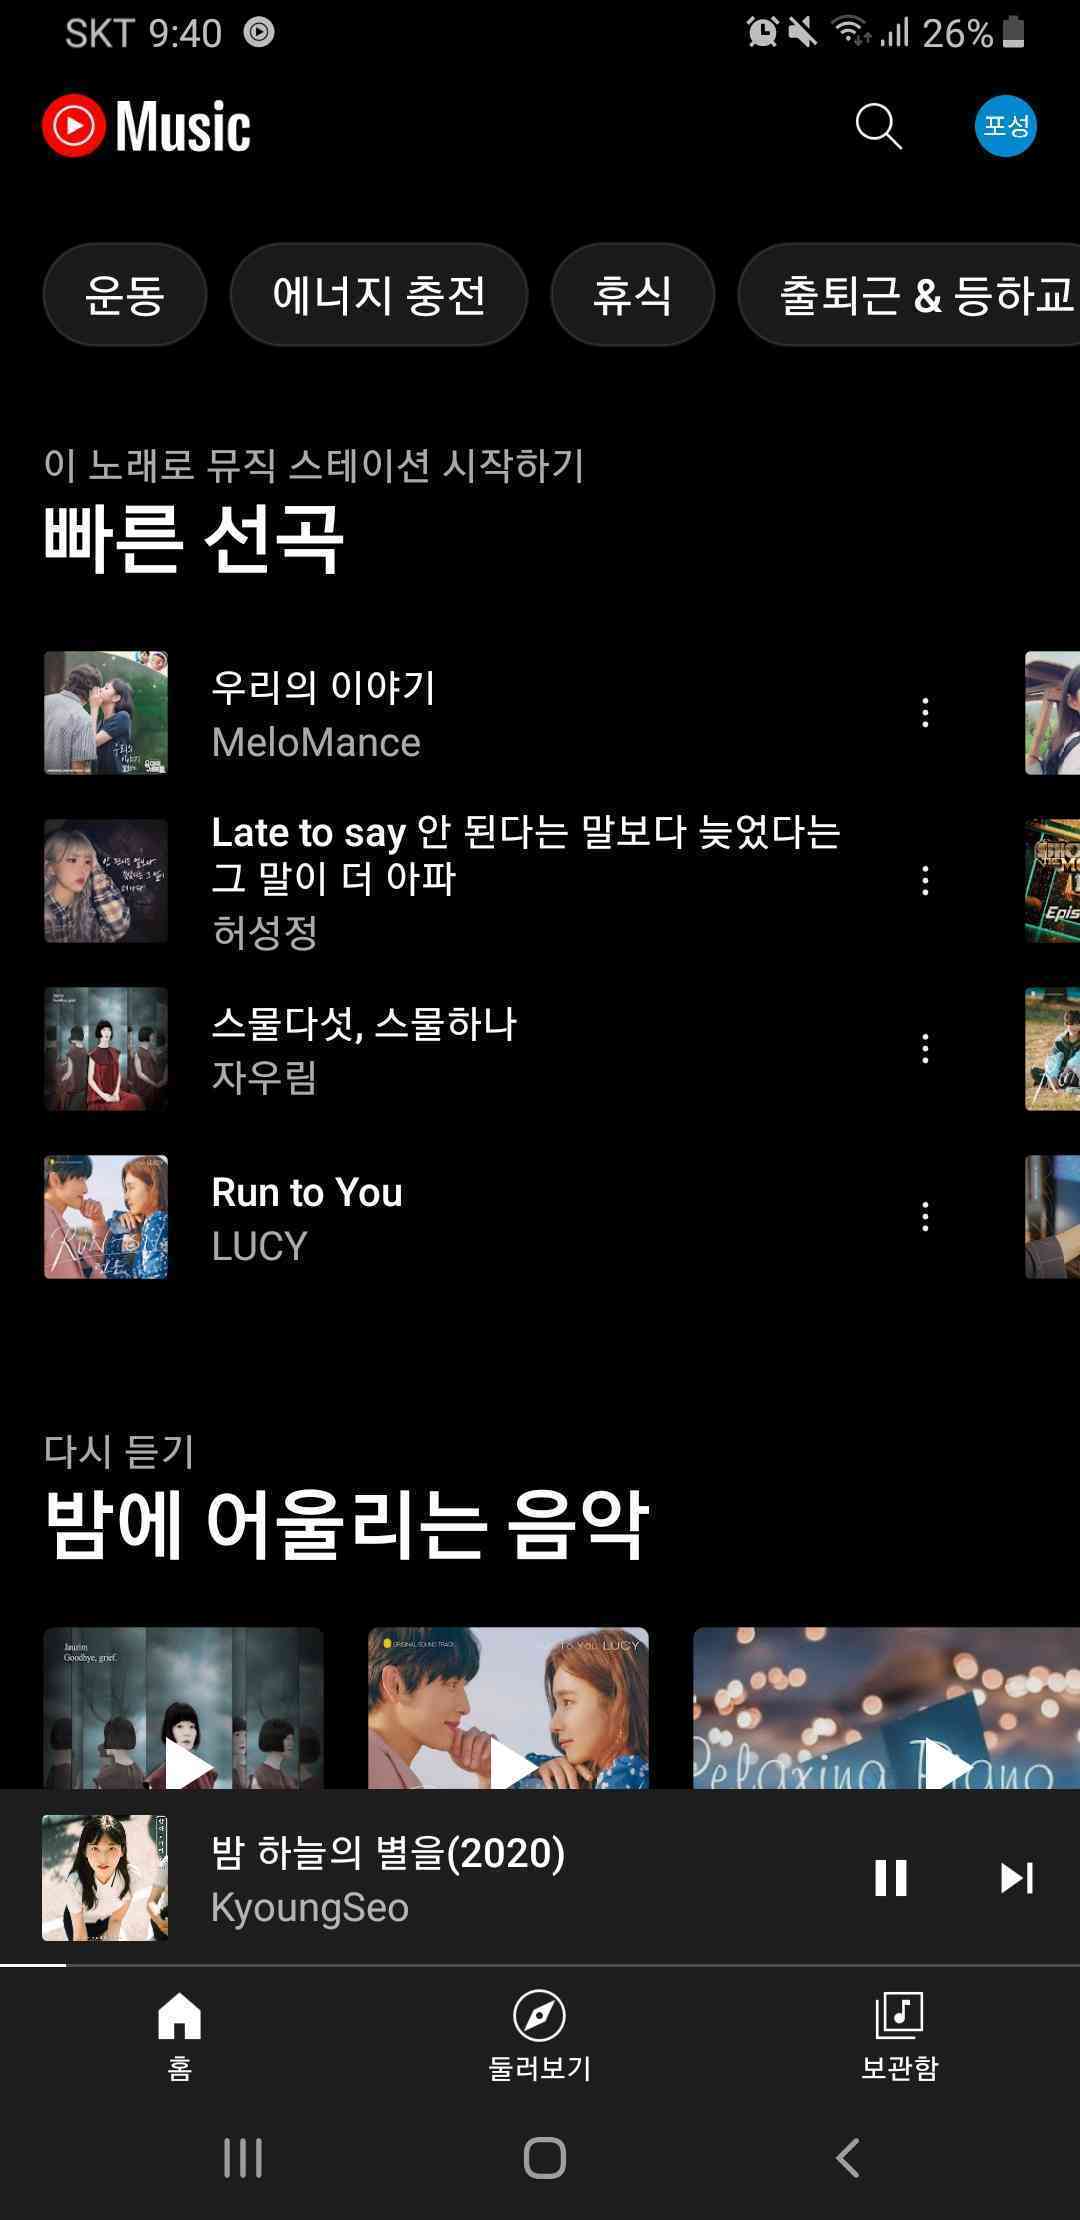 SKT 9:40
26%
Music
포성
운동
에너지 충전
휴식
출퇴근 & 등하교
이 노래로 뮤직 스테이션 시작하기
빠른 선곡
우리의 이야기
MeloMance
Late to say 안 된다는 말보다 늦었다는
그 말이 더 아파
허성정
스물다섯, 스물하나
자우림
Run to You
LUCY
다시 듣기
밤에 어울리는 음악
Jaurim
Goodbye, grief.
ORIGINAL SOUND TRACK
to You LUCY
Relaxing Piano
밤 하늘의 별을(2020)
KyoungSeo
홈
둘러보기
보관함